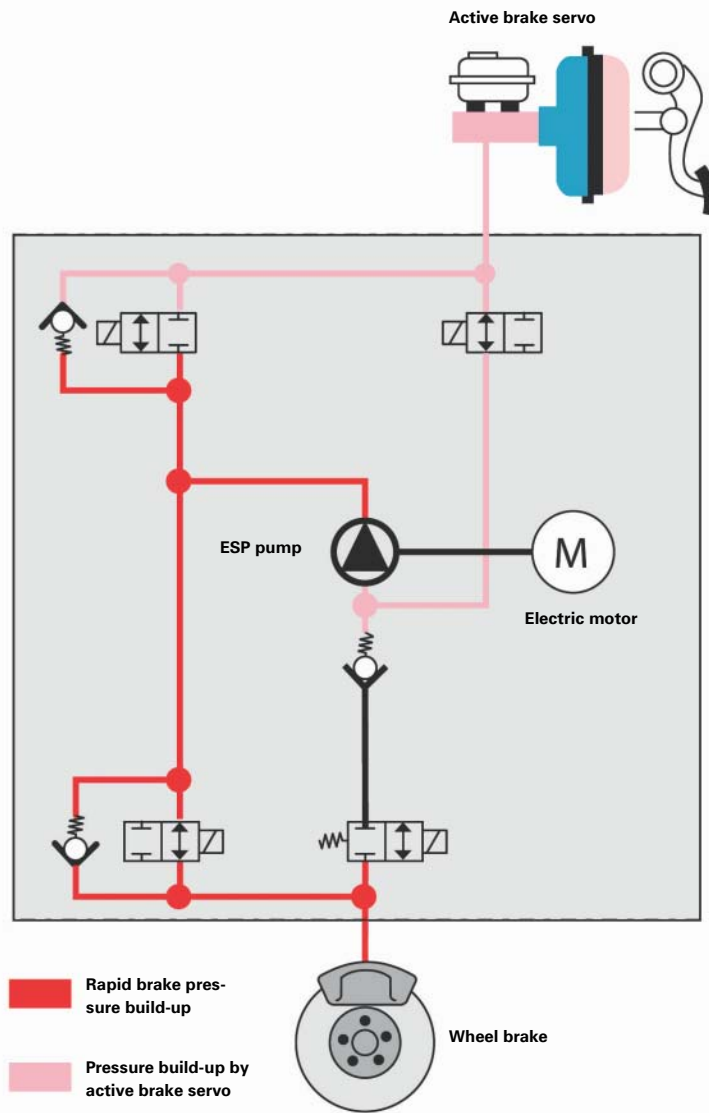 Active brake servo
ESP pump
M
Electric motor
Rapid brake pres-
sure build-up
Wheel brake
Pressure build-up by
active brake servo